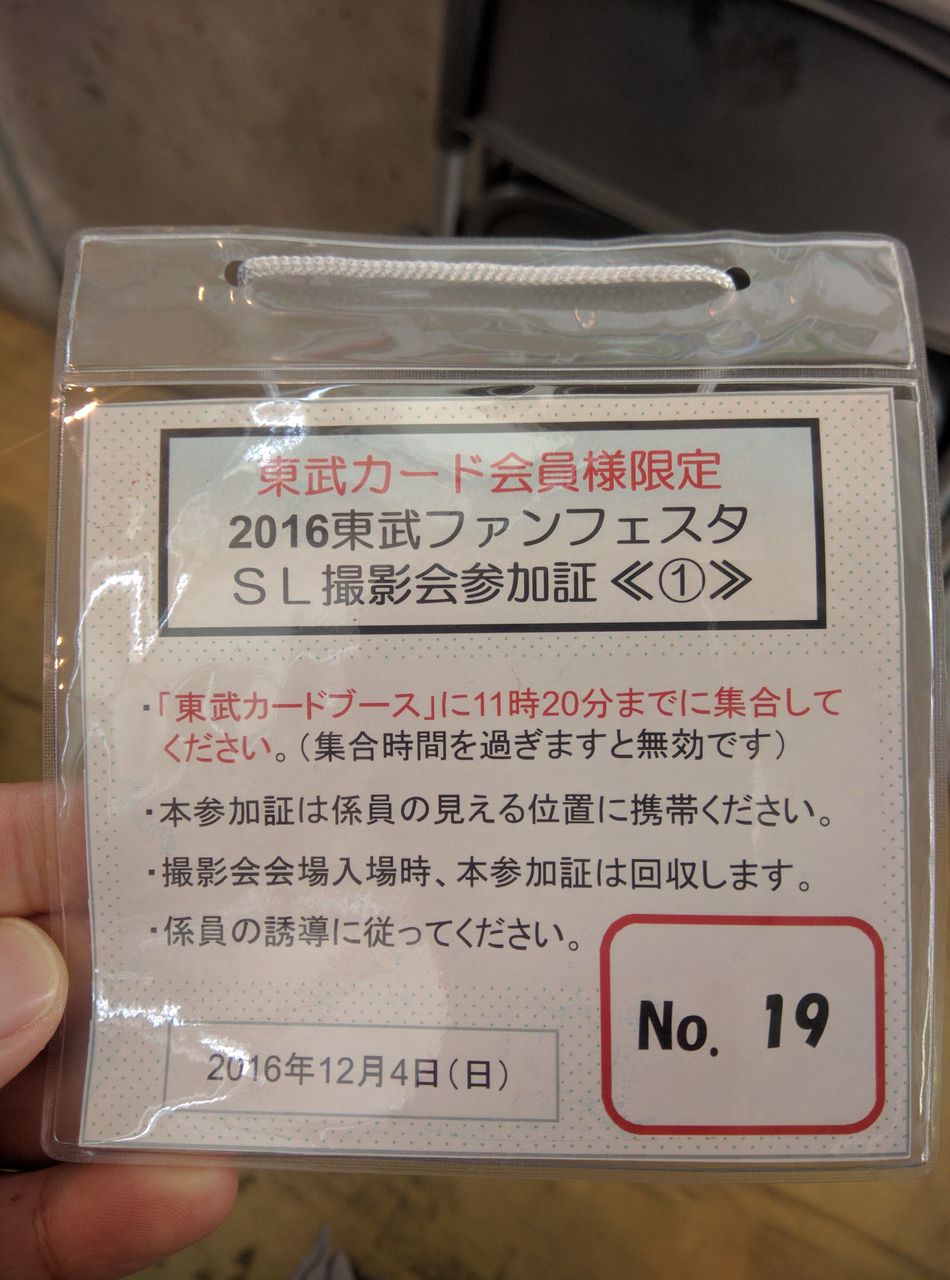 東武カード会員様限定
2016東武ファンフェスタ
ＳＬ撮影会参加証≪①≫
・「東武カードブース」に11時20分までに集合して
ください。（集合時間を過ぎますと無効です）
・本参加証は係員の見える位置に携帯ください。
・撮影会会場入場時、本参加証は回収します。
・係員の誘導に従ってください。
No. 19
2016年12月4日（日）